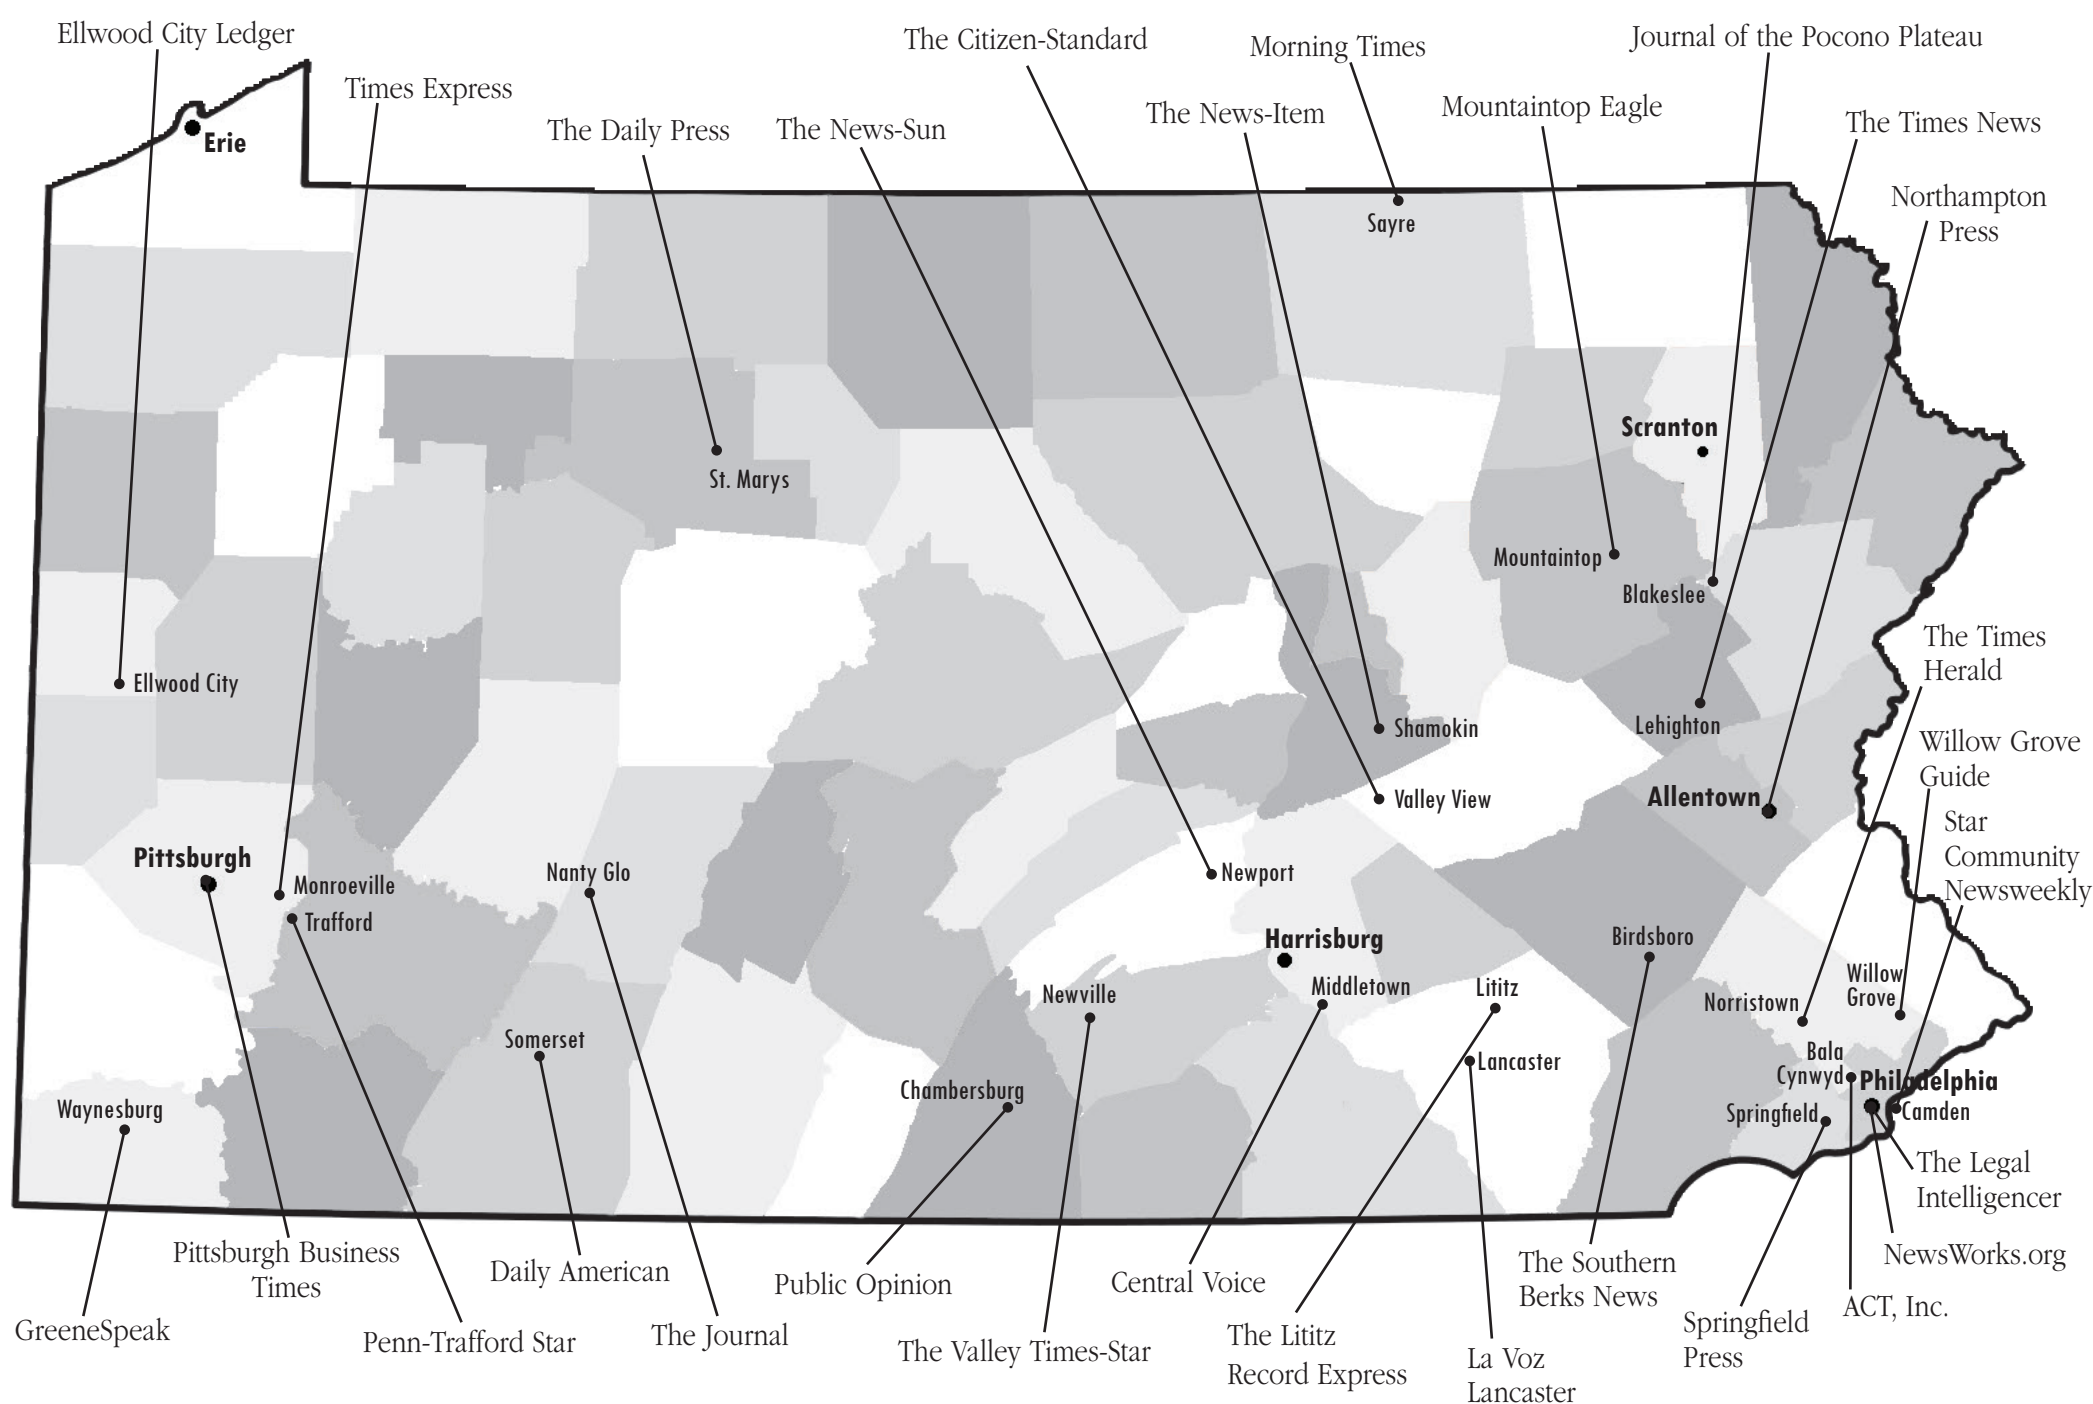 Ellwood City Ledger
The Citizen-Standard
Morning Times
Journal of the Pocono Plateau
Times Express
The Daily Press
The News-Sun
The News-Item
Mountaintop Eagle
The Times News
Erie
Northampton
Press
Sayre
Scranton
St. Marys
Mountaintop
Blakeslee
The Times
Herald
Ellwood City
Shamokin
Lehighton
Willow Grove
Guide
Valley View
Allentown
Star
Community
Newsweekly
Pittsburgh
Monroeville
Trafford
Nanty Glo
Newport
Harrisburg
Birdsboro
Newville
Middletown
Lititz
Norristown
Willow
Grove
Somerset
Lancaster
Bala
Cynwyd
Philadelphia
Chambersburg
Waynesburg
Springfield
Camden
The Legal
Intelligencer
Pittsburgh Business
Times
Daily American
Public Opinion
Central Voice
The Southern
Berks News
NewsWorks.org
GreeneSpeak
Penn-Trafford Star
The Journal
The Valley Times-Star
The Lititz
Record Express
La Voz
Lancaster
Springfield
Press
ACT, Inc.